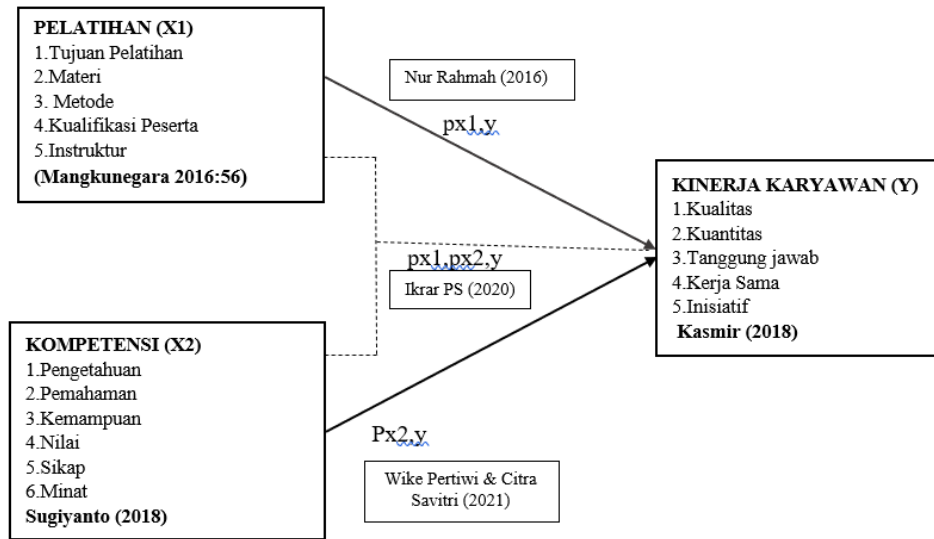 PELATIHAN (X1)
1.Tujuan Pelatihan
2.Materi
3. Metode
4.Kualifikasi Peserta
5.Instruktur
(Mangkunegara 2016:56)
Nur Rahmah (2016)
px1,y
KINERJA KARYAWAN (Y)
1.Kualitas
2.Kuantitas
3.Tanggung jawab
4.Kerja Sama
5.Inisiatif
Kasmir (2018)
px1,px2,y
Ikrar PS (2020)
KOMPETENSI (X2)
1.Pengetahuan
2.Pemahaman
3.Kemampuan
4.Nilai
5.Sikap
6.Minat
Sugiyanto (2018)
Px2,y
Wike Pertiwi & Citra
Savitri (2021)